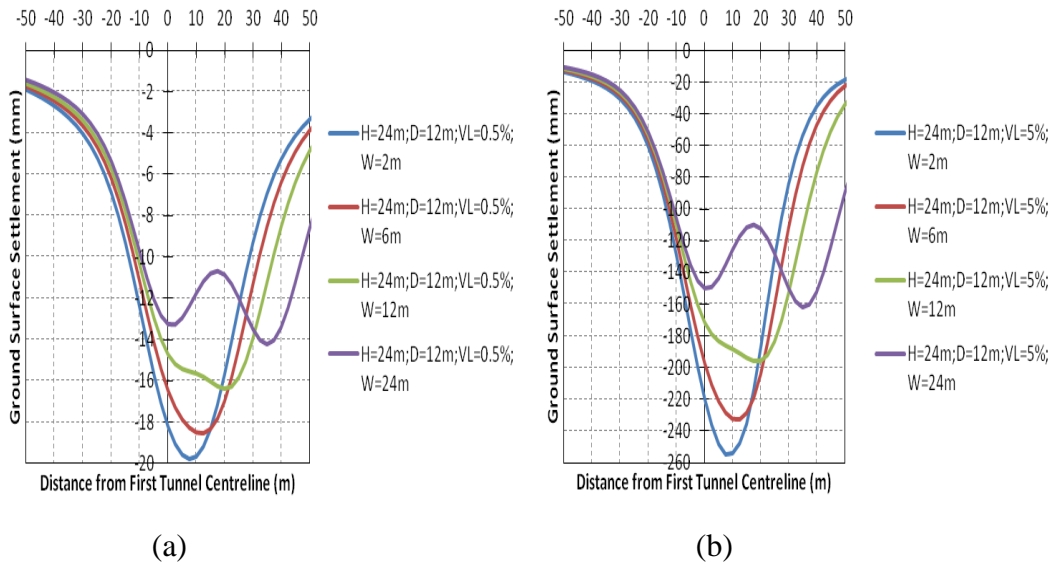 -50 -40 -30 -20 -10 0 10 20 30 40 50
0
-2
-4
-6
-8
-10
-12
-14
-16
-18
-20
Ground Surface Settlement (mm)
Distance from First Tunnel Centreline (m)
H=24m;D=12m;VL=0.5%;
W=2m
H=24m;D=12m;VL=0.5%;
W=6m
H=24m;D=12m;VL=0.5%;
W=12m
H=24m;D=12m;VL=0.5%;
W=24m
(a)
-50 -40 -30 -20 -10 0 10 20 30 40 50
0
-20
-40
-60
-80
-100
-120
-140
-160
-180
-200
-220
-240
-260
Ground Surface Settlement (mm)
Distance from First Tunnel Centreline (m)
H=24m;D=12m;VL=5%;
W=2m
H=24m;D=12m;VL=5%;
W=6m
H=24m;D=12m;VL=5%;
W=12m
H=24m;D=12m;VL=5%;
W=24m
(b)